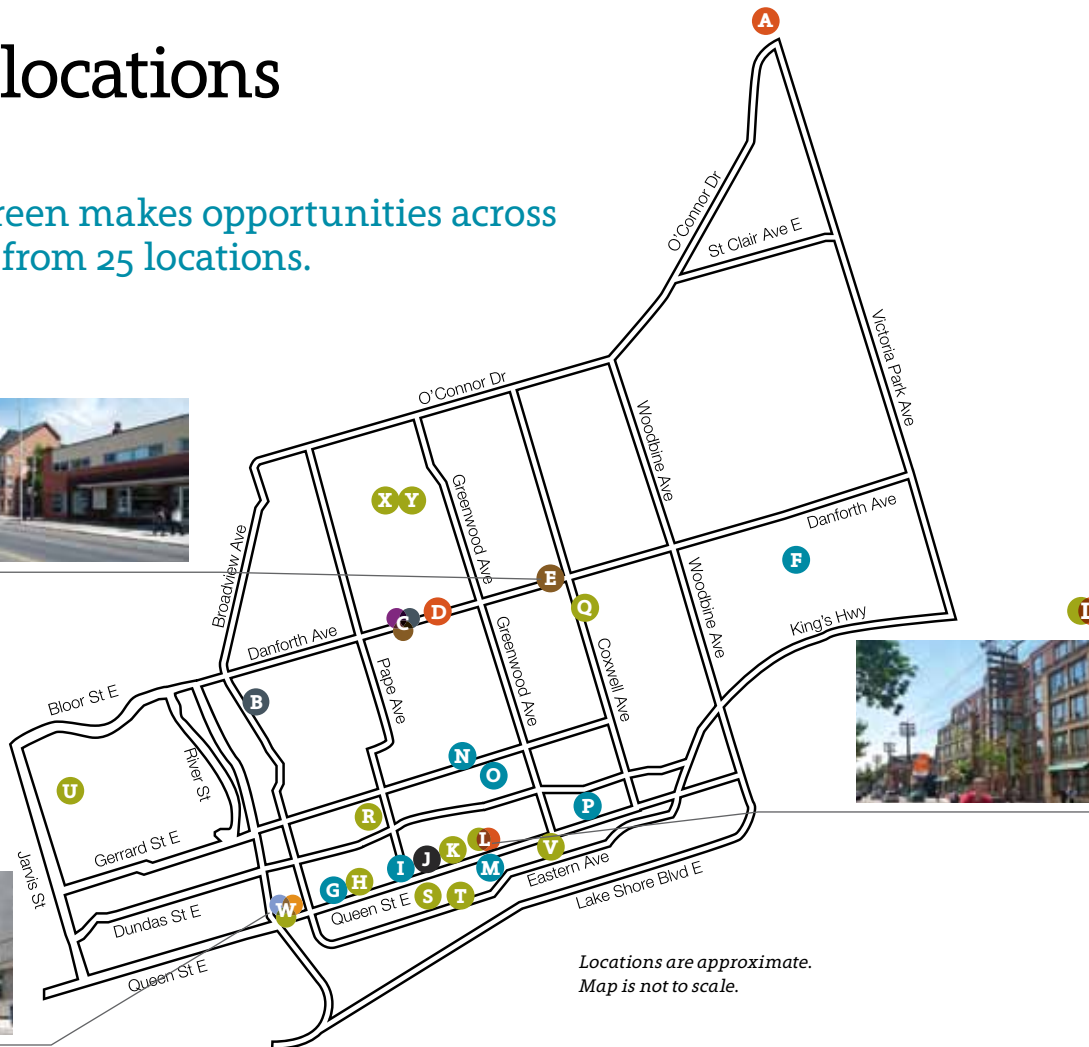 locations
reen makes opportunities across
from 25 locations.
A
O'Connor Dr
St Clair Ave E
Victoria Park Ave
O'Connor Dr
Woodbine Ave
Greenwood Ave
X Y
Danforth Ave
Broadview Ave
F
E
Q
D
C
Danforth Ave
King's Hwy
Woodbine Ave
Greenwood Ave
Coxwell Ave
Pape Ave
Bloor St E
B
River St
N
O
U
P
R
Gerrard St E
Jarvis St
L
K
V
J
I
M
H
G
Eastern Ave
Lake Shore Blvd E
S
T
Queen St E
W
Dundas St E
Queen St E
Locations are approximate.
Map is not to scale.